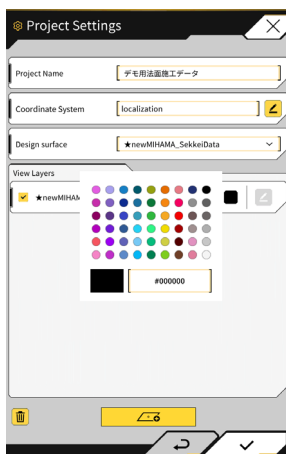 Project Settings
Project Name
デモ用法面施工データ
Coordinate System
localization
Design surface
★newMIHAMA_SekkeiData
View Layers
★newMIHAM
#000000